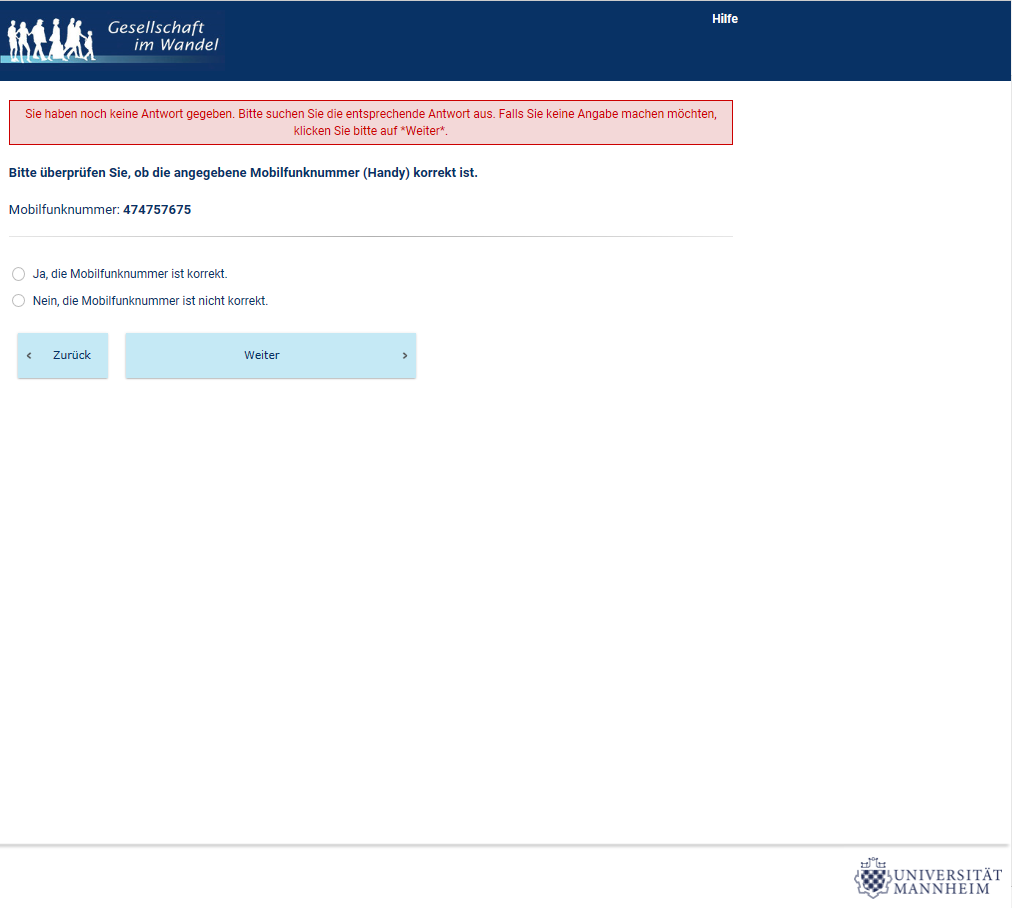 Gesellschaft
im Wandel
Hilfe
Sie haben noch keine Antwort gegeben. Bitte suchen Sie die entsprechende Antwort aus. Falls Sie keine Angabe machen möchten,
klicken Sie bitte auf *Weiter*.
Bitte überprüfen Sie, ob die angegebene Mobilfunknummer (Handy) korrekt ist.
Mobilfunknummer: 474757675
Ja, die Mobilfunknummer ist korrekt.
Nein, die Mobilfunknummer ist nicht korrekt.
‹ Zurück
Weiter ›
UNIVERSITÄT
MANNHEIM